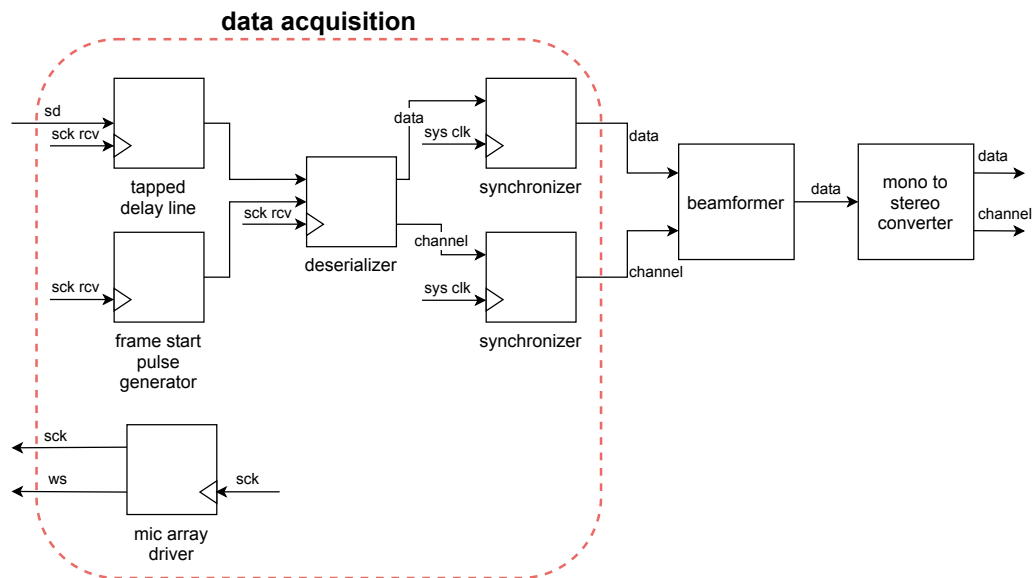 data acquisition
sd
sck rcv
tapped
delay line
sck rcv
frame start
pulse
generator
sck rcv
deserializer
data
sys clk
synchronizer
channel
sys clk
synchronizer
data
channel
beamformer
data
mono to
stereo
converter
data
channel
sck
ws
sck
mic array
driver